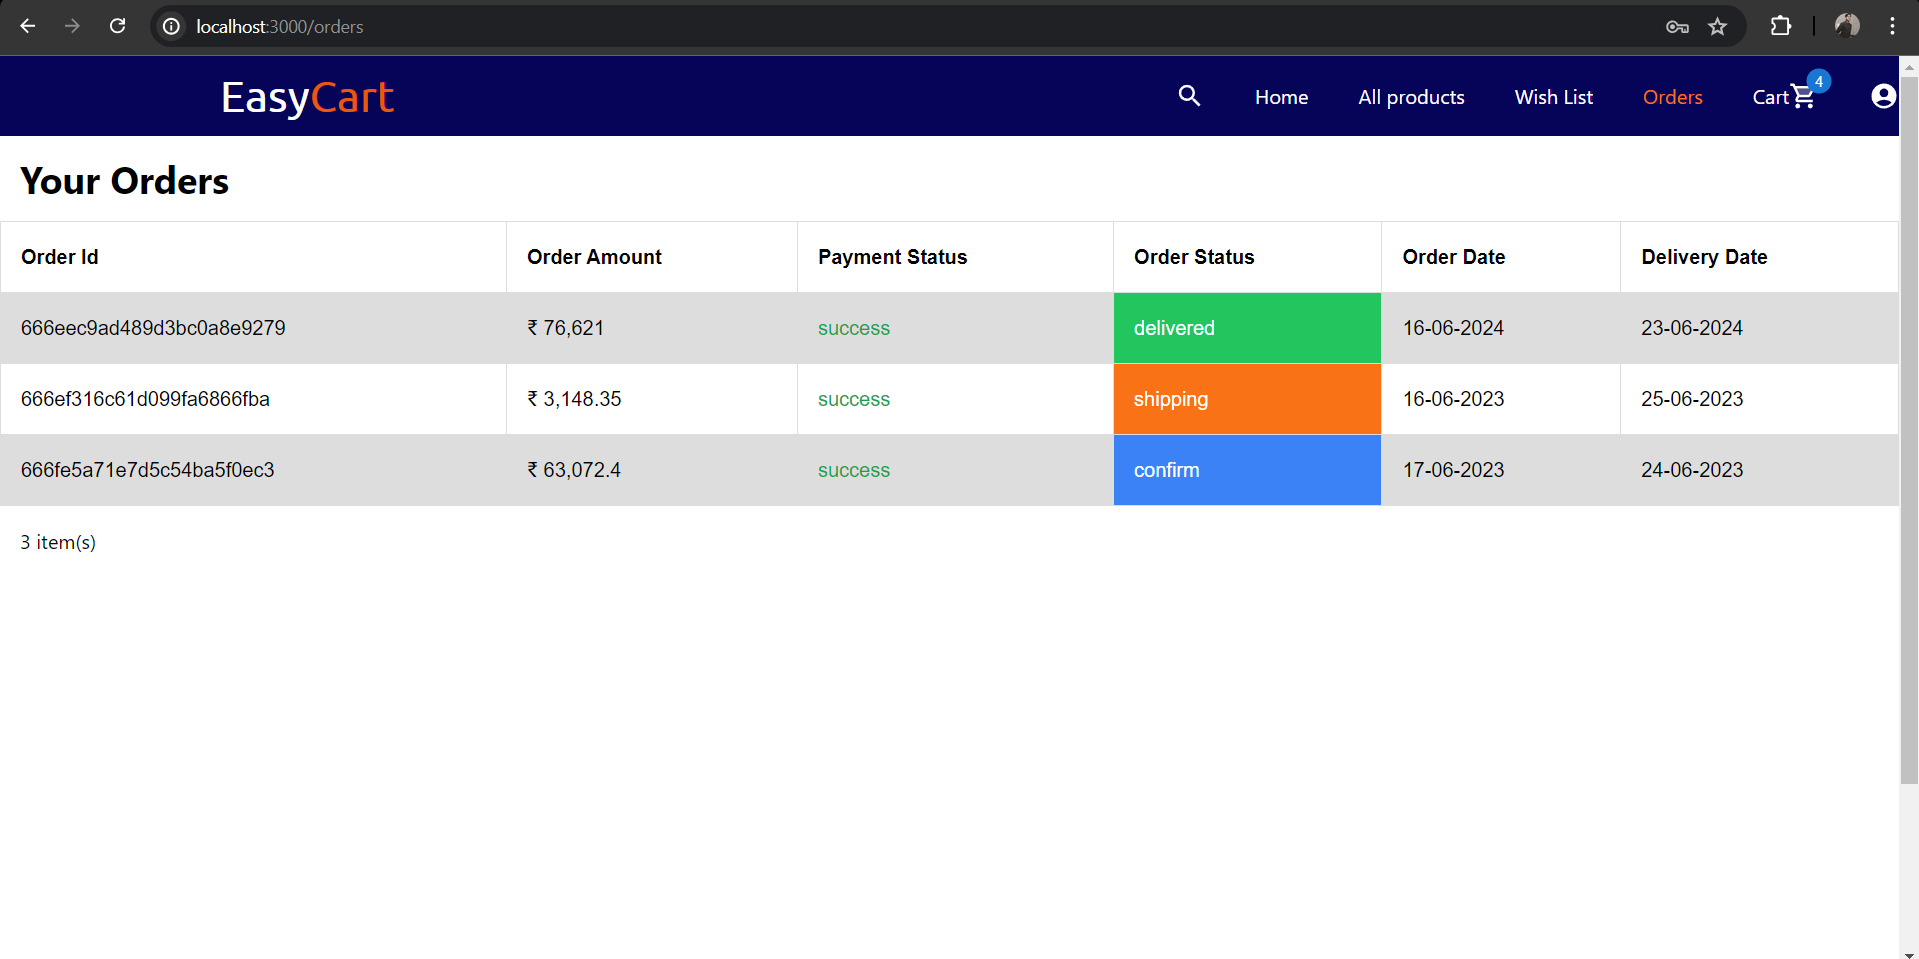 localhost:3000/orders
EasyCart Home All products Wish List Orders Cart 4
Your Orders
Order Id Order Amount Payment Status Order Status Order Date Delivery Date
666eec9ad489d3bc0a8e9279 ₹ 76,621 success delivered 16-06-2024 23-06-2024
666ef316c61d099fa6866fba ₹ 3,148.35 success shipping 16-06-2023 25-06-2023
666fe5a71e7d5c54ba5f0ec3 ₹ 63,072.4 success confirm 17-06-2023 24-06-2023
3 item(s)